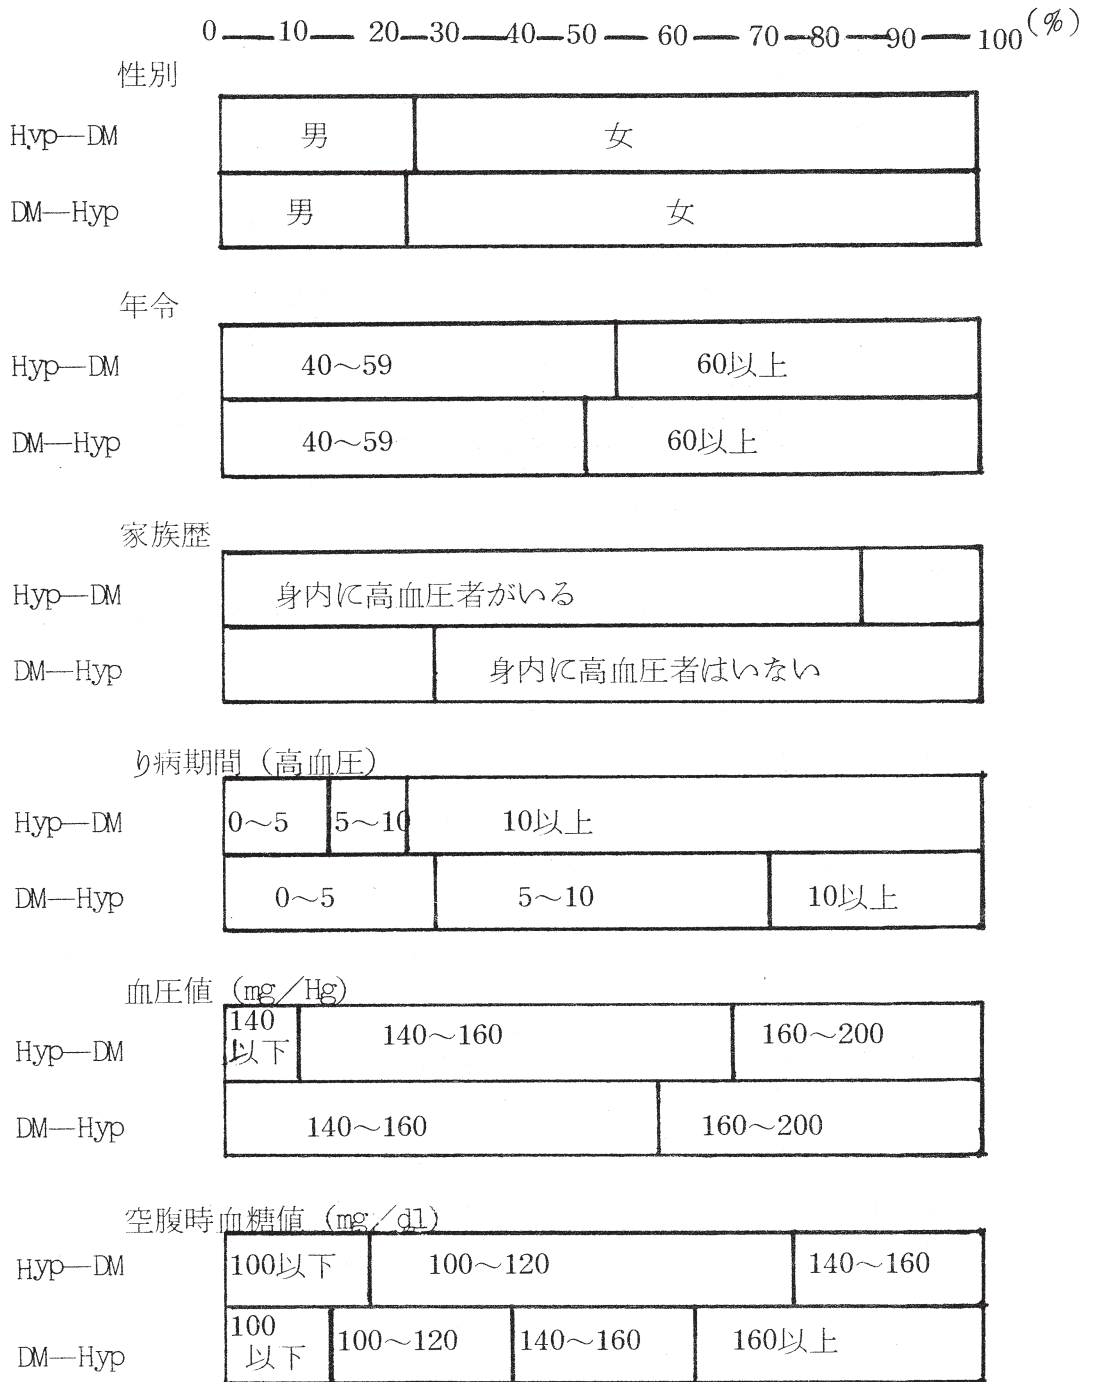 0 — 10 — 20 — 30 — 40 — 50 — 60 — 70 — 80 — 90 — 100 (%)
性別
Hyp—DM 男 女
DM—Hyp 男 女
年令
Hyp—DM 40～59 60以上
DM—Hyp 40～59 60以上
家族歴
Hyp—DM 身内に高血圧者がいる
DM—Hyp 身内に高血圧者はいない
り病期間（高血圧）
Hyp—DM 0～5 5～10 10以上
DM—Hyp 0～5 5～10 10以上
血圧値（mg／Hg）
140
Hyp—DM 以下 140～160 160～200
DM—Hyp 140～160 160～200
空腹時血糖値（mg／dl）
Hyp—DM 100以下 100～120 140～160
100
DM—Hyp 以下 100～120 140～160 160以上